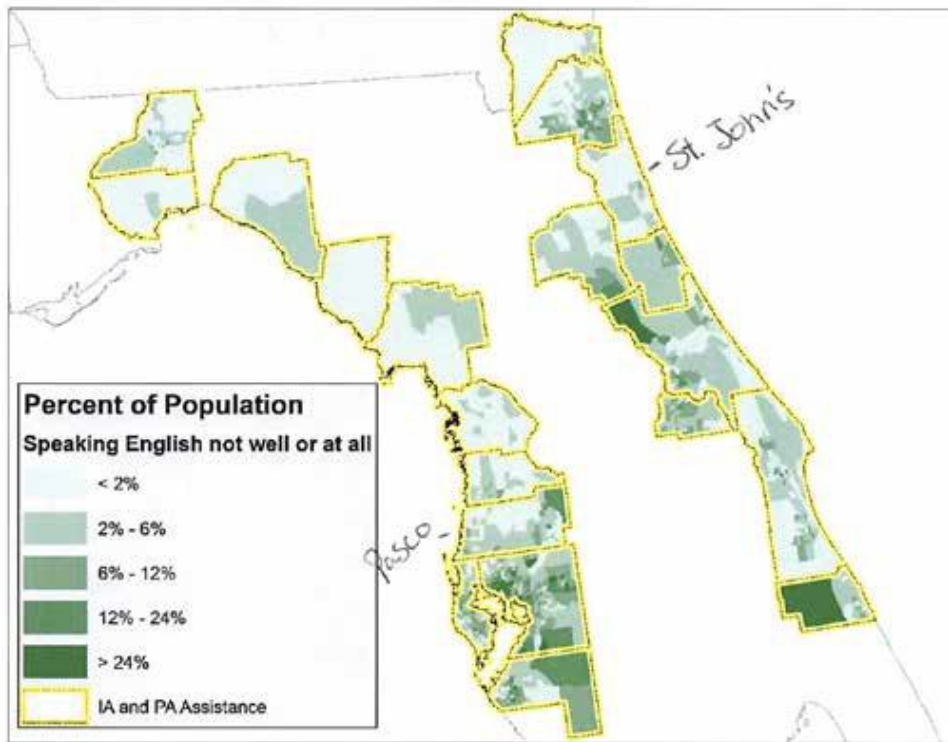 St. John's
Percent of Population
Speaking English not well or at all
< 2%
2% - 6%
6% - 12%
12% - 24%
> 24%
IA and PA Assistance
Pasco